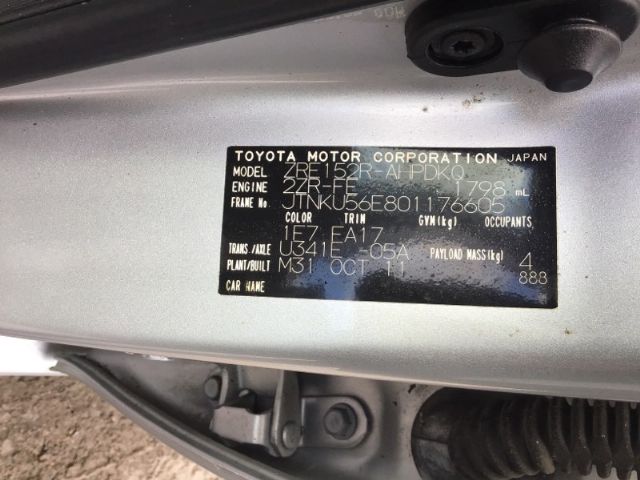 TOYOTA MOTOR CORPORATION JAPAN
MODEL ZRE152R-AHPDKQ
ENGINE 2ZR-FE 1798 mL
FRAME No. JTNKU56E801176605
COLOR TRIM GVM(kg) OCCUPANTS
1E7 EA17
TRANS./AXLE U341E -05A PAYLOAD MASS(kg) 4
PLANT/BUILT M31 OCT 11 888
CAR NAME